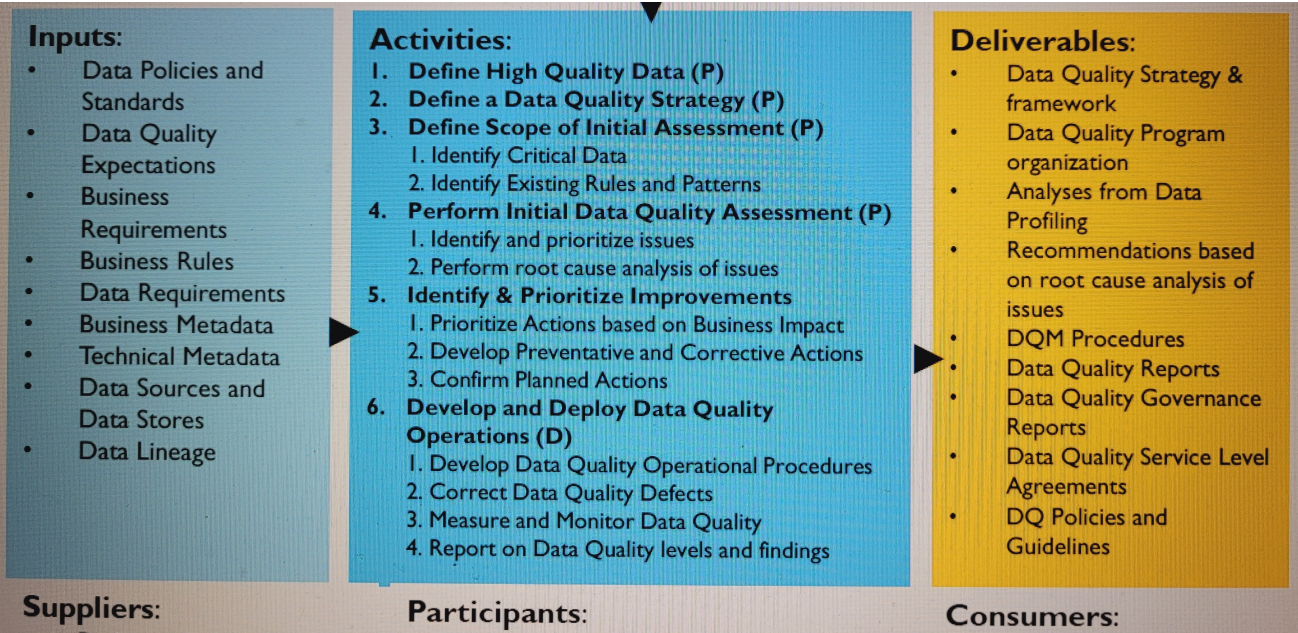 Inputs:
• Data Policies and
Standards
• Data Quality
Expectations
• Business
Requirements
• Business Rules
• Data Requirements
• Business Metadata
• Technical Metadata
• Data Sources and
Data Stores
• Data Lineage
Activities:
1. Define High Quality Data (P)
2. Define a Data Quality Strategy (P)
3. Define Scope of Initial Assessment (P)
1. Identify Critical Data
2. Identify Existing Rules and Patterns
4. Perform Initial Data Quality Assessment (P)
1. Identify and prioritize issues
2. Perform root cause analysis of issues
5. Identify & Prioritize Improvements
1. Prioritize Actions based on Business Impact
2. Develop Preventative and Corrective Actions
3. Confirm Planned Actions
6. Develop and Deploy Data Quality
Operations (D)
1. Develop Data Quality Operational Procedures
2. Correct Data Quality Defects
3. Measure and Monitor Data Quality
4. Report on Data Quality levels and findings
Deliverables:
• Data Quality Strategy &
framework
• Data Quality Program
organization
• Analyses from Data
Profiling
• Recommendations based
on root cause analysis of
issues
• DQM Procedures
• Data Quality Reports
• Data Quality Governance
Reports
• Data Quality Service Level
Agreements
• DQ Policies and
Guidelines
Suppliers:
Participants:
Consumers: